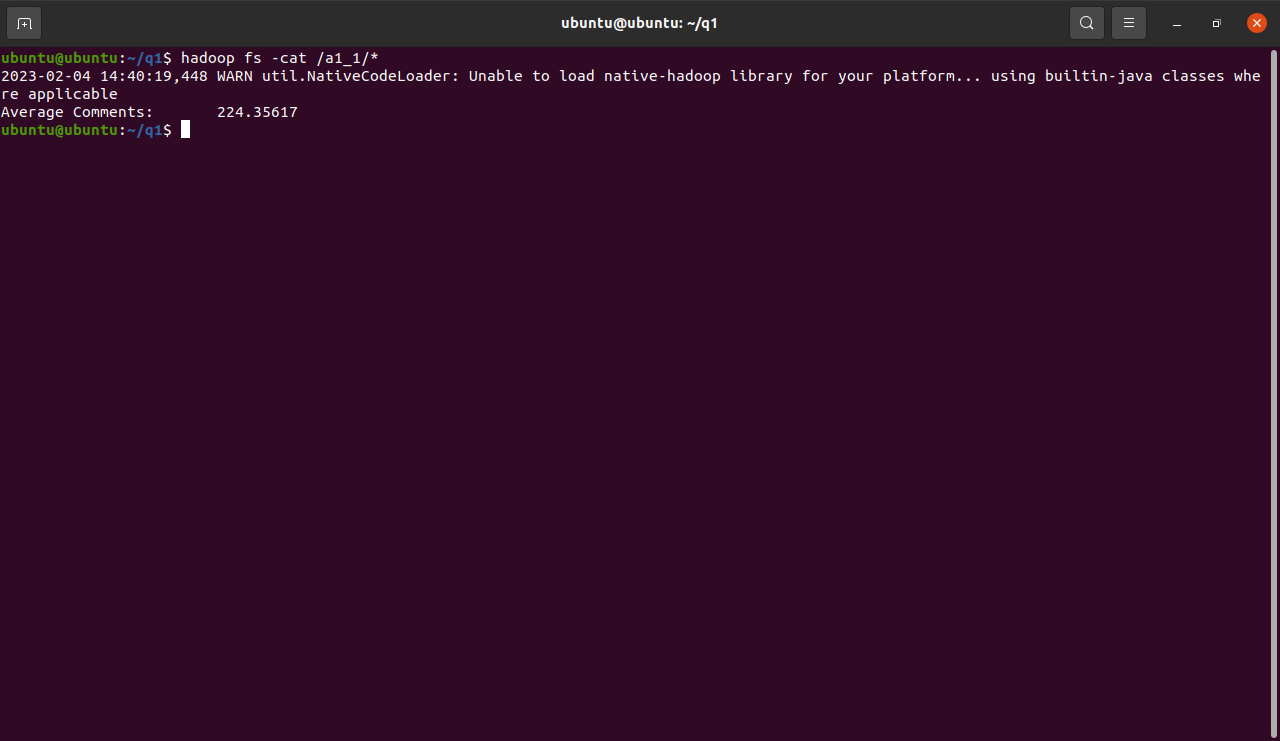 ubuntu@ubuntu: ~/q1
ubuntu@ubuntu:~/q1$ hadoop fs -cat /a1_1/*
2023-02-04 14:40:19,448 WARN util.NativeCodeLoader: Unable to load native-hadoop library for your platform... using builtin-java classes whe
re applicable
Average Comments:       224.35617
ubuntu@ubuntu:~/q1$